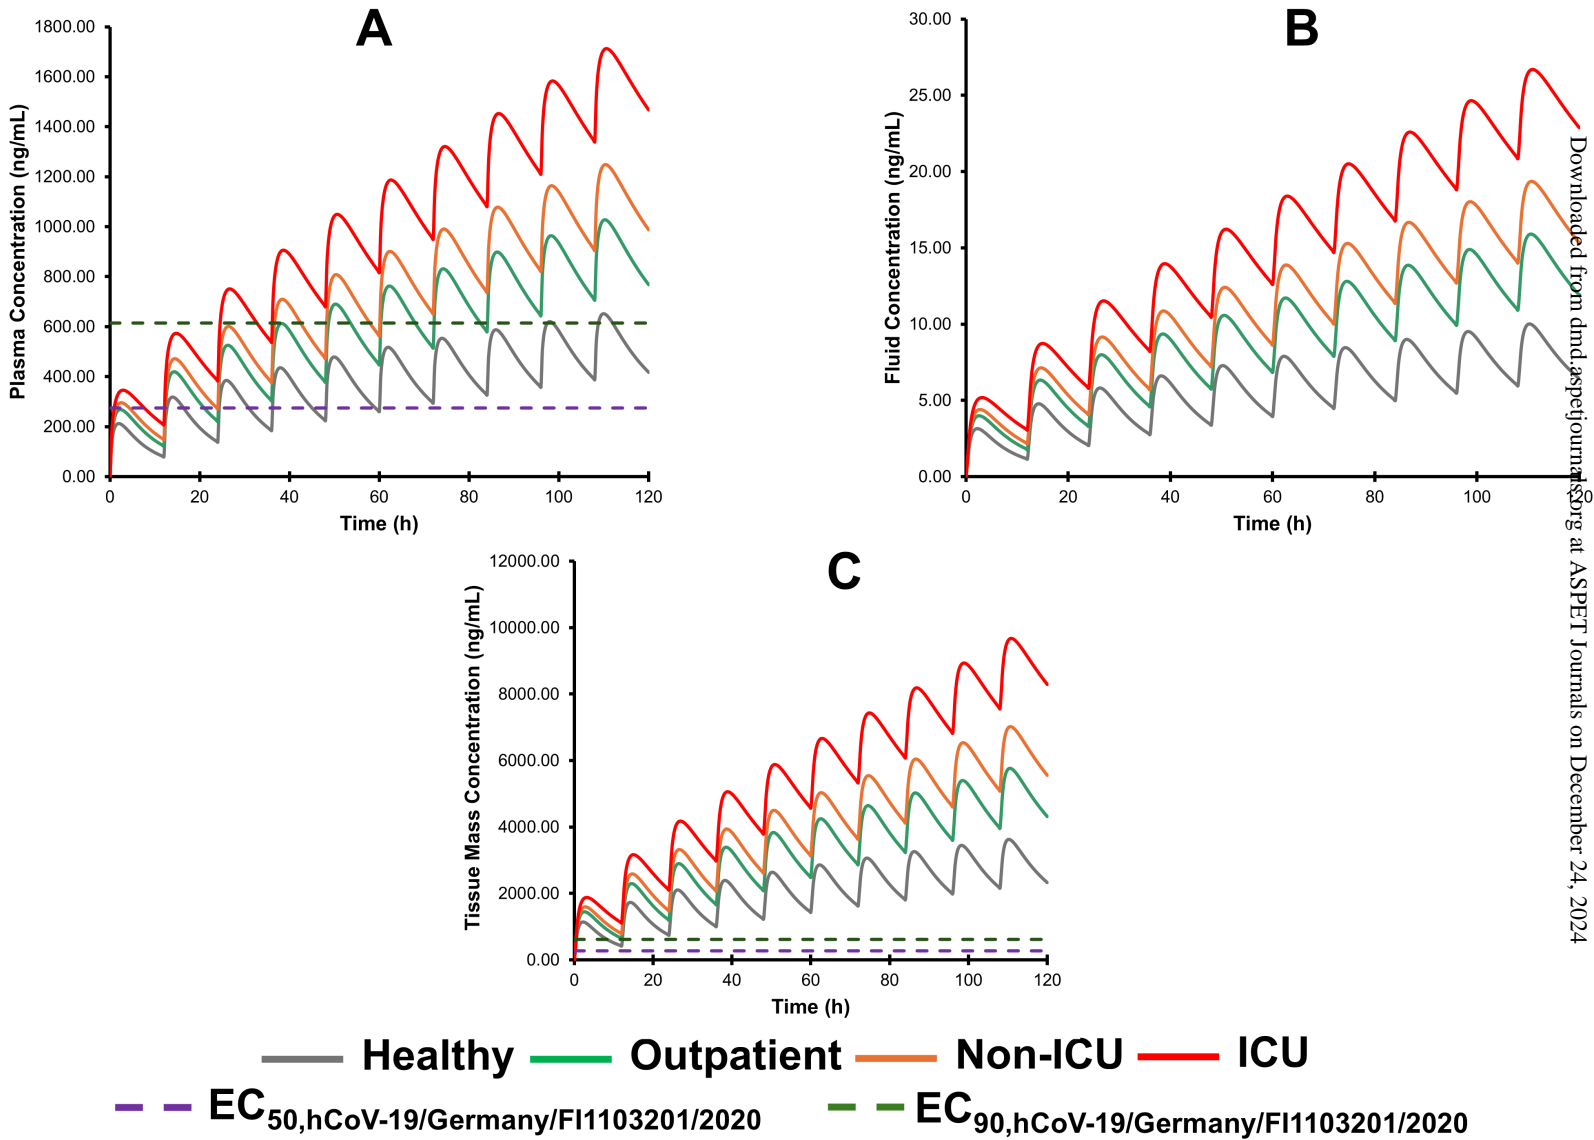 A
Plasma Concentration (ng/mL)
1800.00
1600.00
1400.00
1200.00
1000.00
800.00
600.00
400.00
200.00
0.00
0 20 40 60 80 100 120
Time (h)
B
Fluid Concentration (ng/mL)
30.00
25.00
20.00
15.00
10.00
5.00
0.00
0 20 40 60 80 100 120
Time (h)
C
Tissue Mass Concentration (ng/mL)
12000.00
10000.00
8000.00
6000.00
4000.00
2000.00
0.00
0 20 40 60 80 100 120
Time (h)
Healthy Outpatient Non-ICU ICU
EC50,hCoV-19/Germany/FI1103201/2020 EC90,hCoV-19/Germany/FI1103201/2020
Downloaded from dmd.aspetjournals.org at ASPET Journals on December 24, 2024